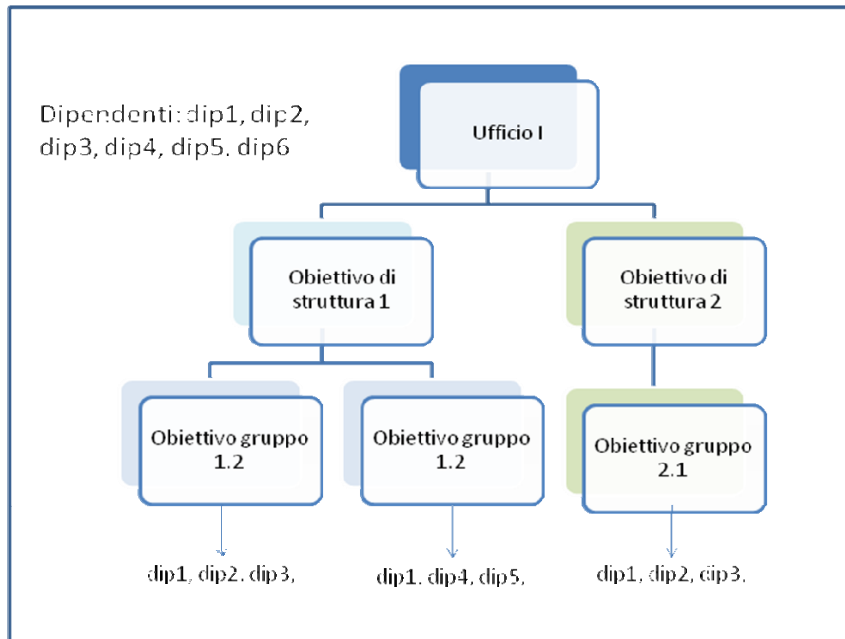 Dipendenti: dip1, dip2,
dip3, dip4, dip5. dip6
Ufficio I
Obiettivo di
struttura 1
Obiettivo di
struttura 2
Obiettivo gruppo
1.2
Obiettivo gruppo
1.2
Obiettivo gruppo
2.1
dip1, dip2. dip3,
dip1. dip4, dip5,
dip1, dip2, dip3.